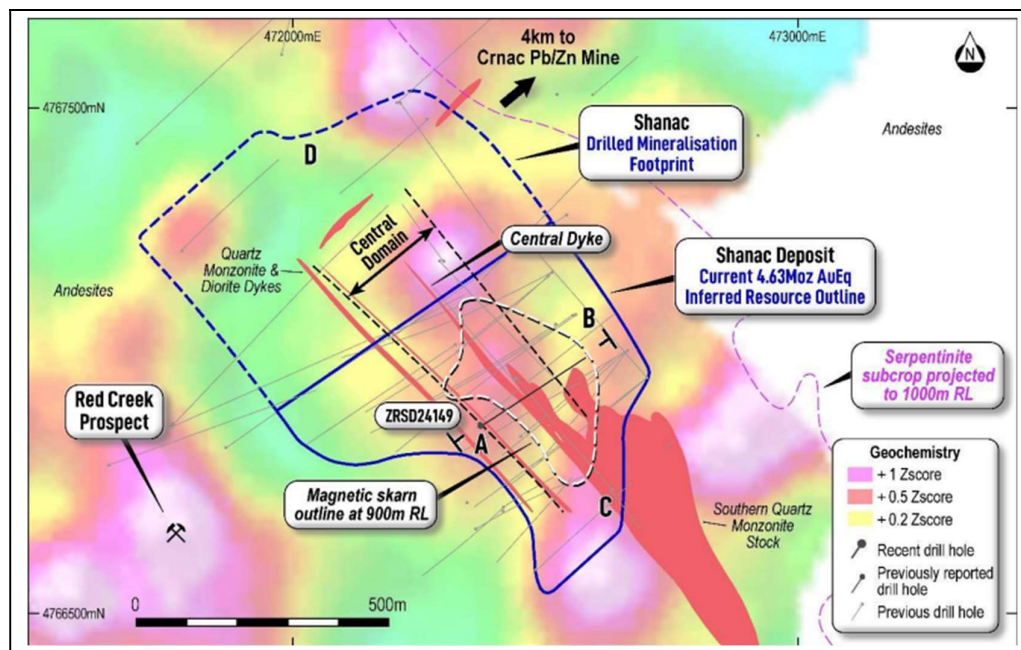 472000mE
473000mE
4km to
Crnac Pb/Zn Mine
N
4767500mN
Shanac
Drilled Mineralisation
Footprint
Andesites
D
Central
Domain
Central Dyke
Quartz
Monzonite &
Diorite Dykes
Shanac Deposit
Current 4.63Moz AuEq
Inferred Resource Outline
Andesites
B
Serpentinite
subcrop projected
to 1000m RL
Red Creek
Prospect
ZRSD24149
A
Magnetic skarn
outline at 900m RL
C
Southern Quartz
Monzonite
Stock
Geochemistry
+ 1 Zscore
+ 0.5 Zscore
+ 0.2 Zscore
Recent drill hole
Previously reported
drill hole
Previous drill hole
4766500mN
0
500m